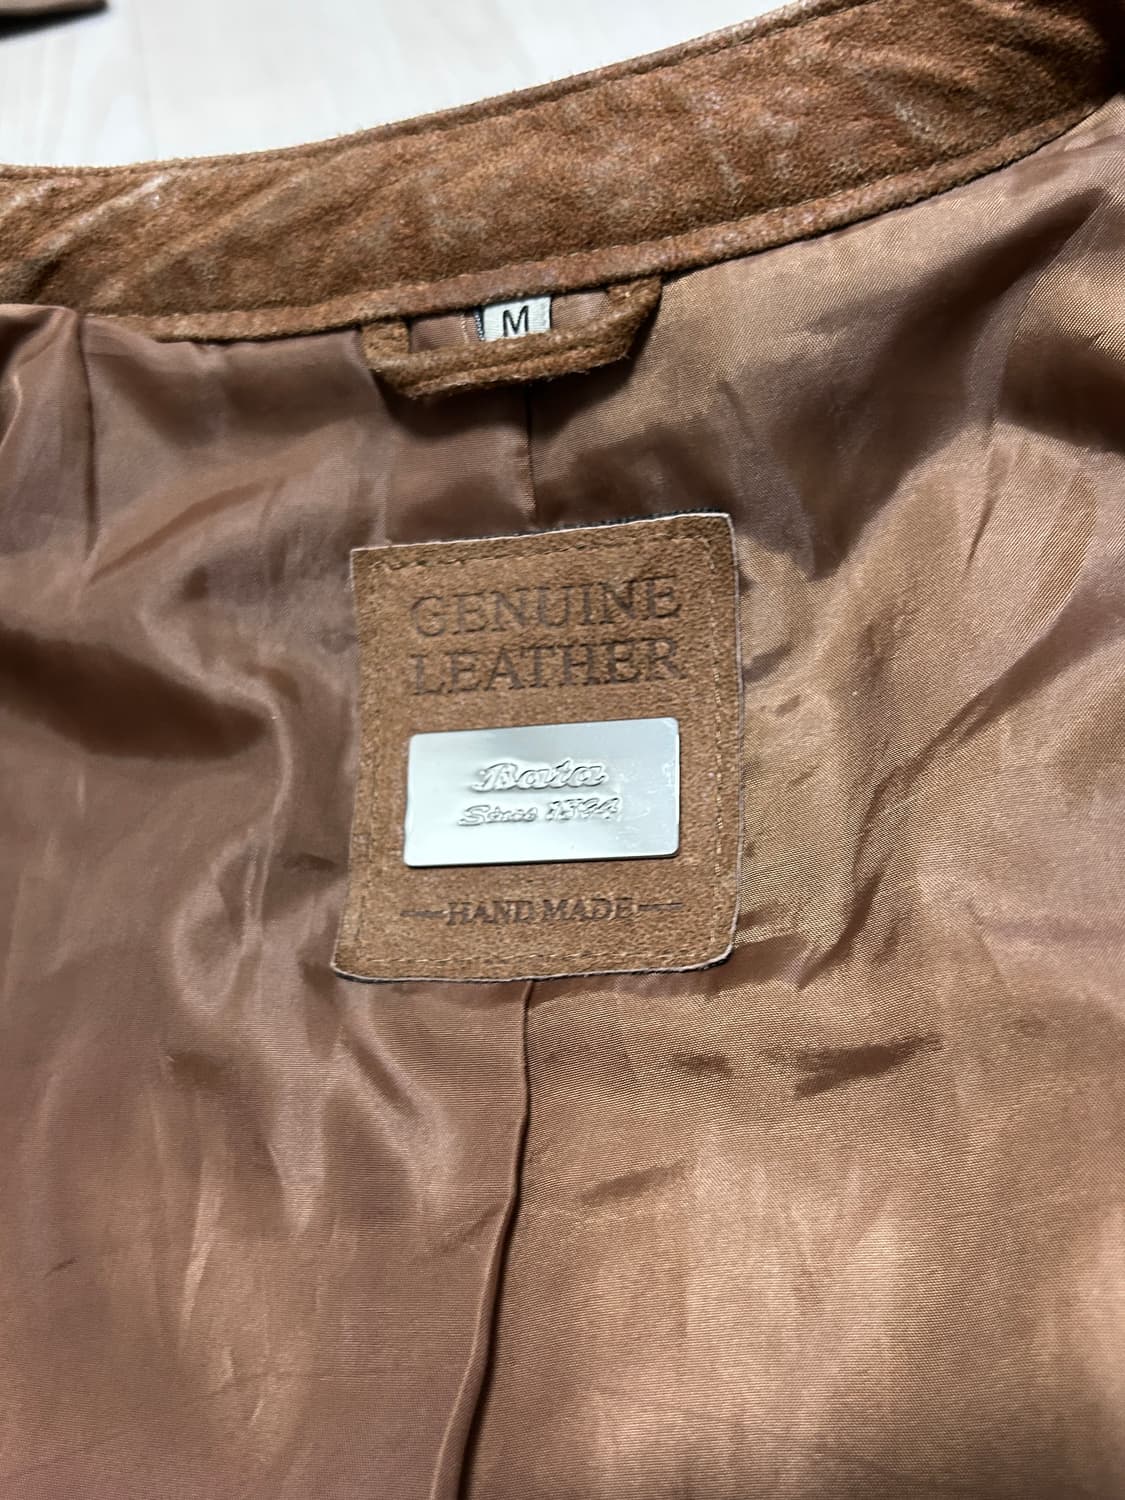 M
GENUINE
LEATHER
Bata
Since 1894
HAND MADE